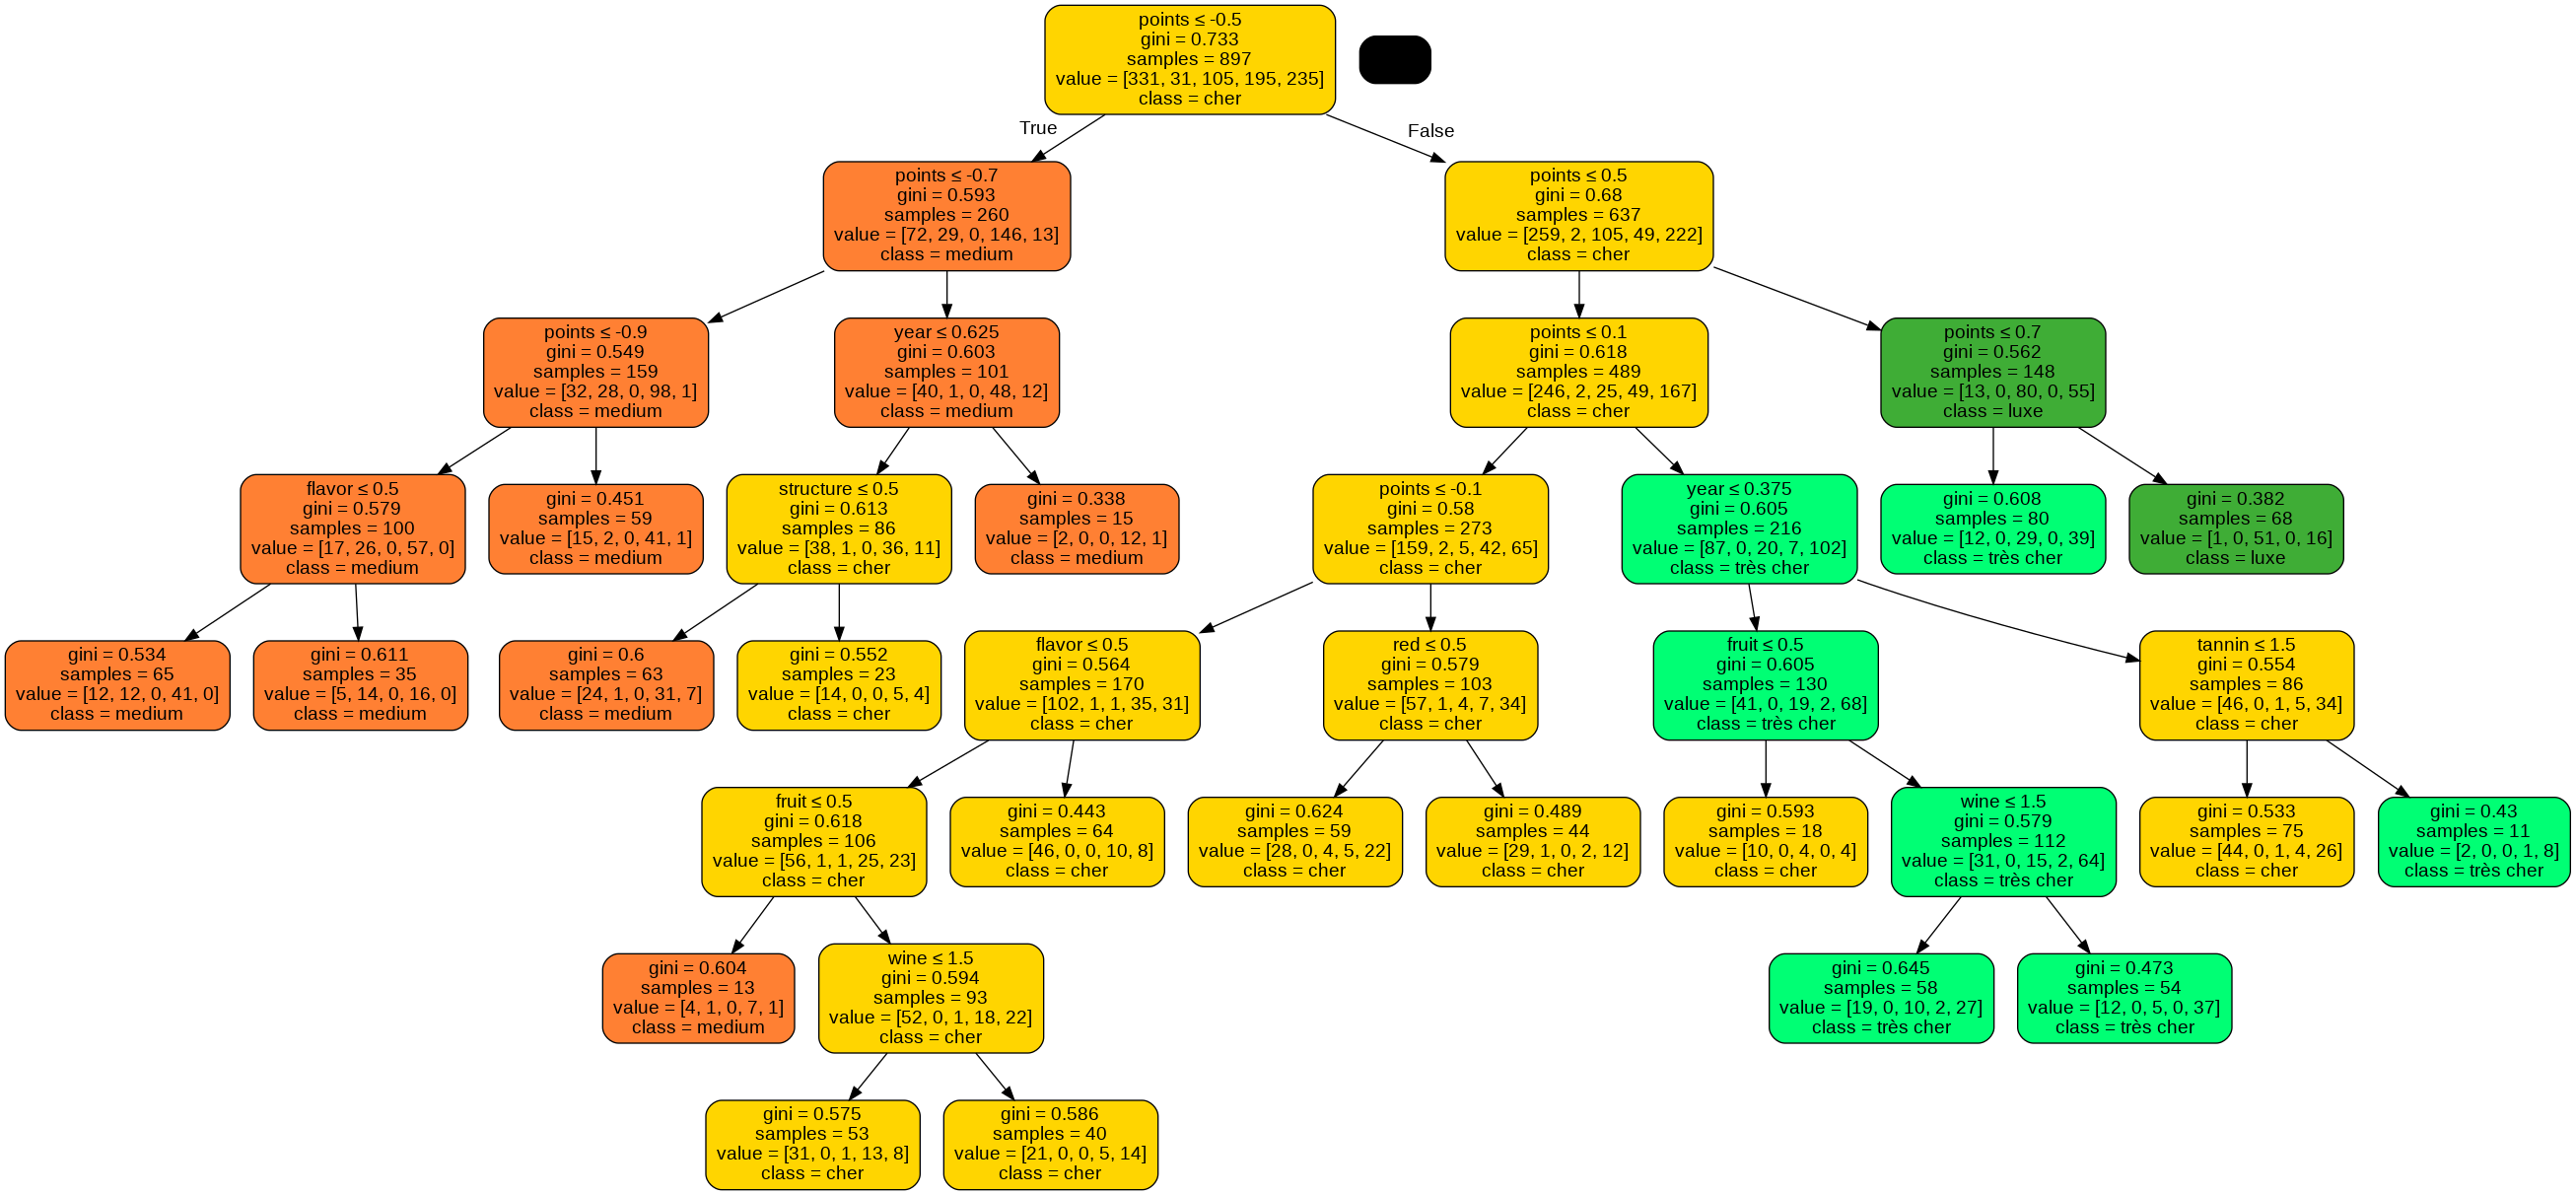 points ≤ -0.5
gini = 0.733
samples = 897
value = [331, 31, 105, 195, 235]
class = cher
True
False
points ≤ -0.7
gini = 0.593
samples = 260
value = [72, 29, 0, 146, 13]
class = medium
points ≤ 0.5
gini = 0.68
samples = 637
value = [259, 2, 105, 49, 222]
class = cher
points ≤ -0.9
gini = 0.549
samples = 159
value = [32, 28, 0, 98, 1]
class = medium
year ≤ 0.625
gini = 0.603
samples = 101
value = [40, 1, 0, 48, 12]
class = medium
points ≤ 0.1
gini = 0.618
samples = 489
value = [246, 2, 25, 49, 167]
class = cher
points ≤ 0.7
gini = 0.562
samples = 148
value = [13, 0, 80, 0, 55]
class = luxe
flavor ≤ 0.5
gini = 0.579
samples = 100
value = [17, 26, 0, 57, 0]
class = medium
gini = 0.451
samples = 59
value = [15, 2, 0, 41, 1]
class = medium
structure ≤ 0.5
gini = 0.613
samples = 86
value = [38, 1, 0, 36, 11]
class = cher
gini = 0.338
samples = 15
value = [2, 0, 0, 12, 1]
class = medium
points ≤ -0.1
gini = 0.58
samples = 273
value = [159, 2, 5, 42, 65]
class = cher
year ≤ 0.375
gini = 0.605
samples = 216
value = [87, 0, 20, 7, 102]
class = très cher
gini = 0.608
samples = 80
value = [12, 0, 29, 0, 39]
class = très cher
gini = 0.382
samples = 68
value = [1, 0, 51, 0, 16]
class = luxe
gini = 0.534
samples = 65
value = [12, 12, 0, 41, 0]
class = medium
gini = 0.611
samples = 35
value = [5, 14, 0, 16, 0]
class = medium
gini = 0.6
samples = 63
value = [24, 1, 0, 31, 7]
class = medium
gini = 0.552
samples = 23
value = [14, 0, 0, 5, 4]
class = cher
flavor ≤ 0.5
gini = 0.564
samples = 170
value = [102, 1, 1, 35, 31]
class = cher
red ≤ 0.5
gini = 0.579
samples = 103
value = [57, 1, 4, 7, 34]
class = cher
fruit ≤ 0.5
gini = 0.605
samples = 130
value = [41, 0, 19, 2, 68]
class = très cher
tannin ≤ 1.5
gini = 0.554
samples = 86
value = [46, 0, 1, 5, 34]
class = cher
fruit ≤ 0.5
gini = 0.618
samples = 106
value = [56, 1, 1, 25, 23]
class = cher
gini = 0.443
samples = 64
value = [46, 0, 0, 10, 8]
class = cher
gini = 0.624
samples = 59
value = [28, 0, 4, 5, 22]
class = cher
gini = 0.489
samples = 44
value = [29, 1, 0, 2, 12]
class = cher
gini = 0.593
samples = 18
value = [10, 0, 4, 0, 4]
class = cher
wine ≤ 1.5
gini = 0.579
samples = 112
value = [31, 0, 15, 2, 64]
class = très cher
gini = 0.533
samples = 75
value = [44, 0, 1, 4, 26]
class = cher
gini = 0.43
samples = 11
value = [2, 0, 0, 1, 8]
class = très cher
gini = 0.604
samples = 13
value = [4, 1, 0, 7, 1]
class = medium
wine ≤ 1.5
gini = 0.594
samples = 93
value = [52, 0, 1, 18, 22]
class = cher
gini = 0.645
samples = 58
value = [19, 0, 10, 2, 27]
class = très cher
gini = 0.473
samples = 54
value = [12, 0, 5, 0, 37]
class = très cher
gini = 0.575
samples = 53
value = [31, 0, 1, 13, 8]
class = cher
gini = 0.586
samples = 40
value = [21, 0, 0, 5, 14]
class = cher